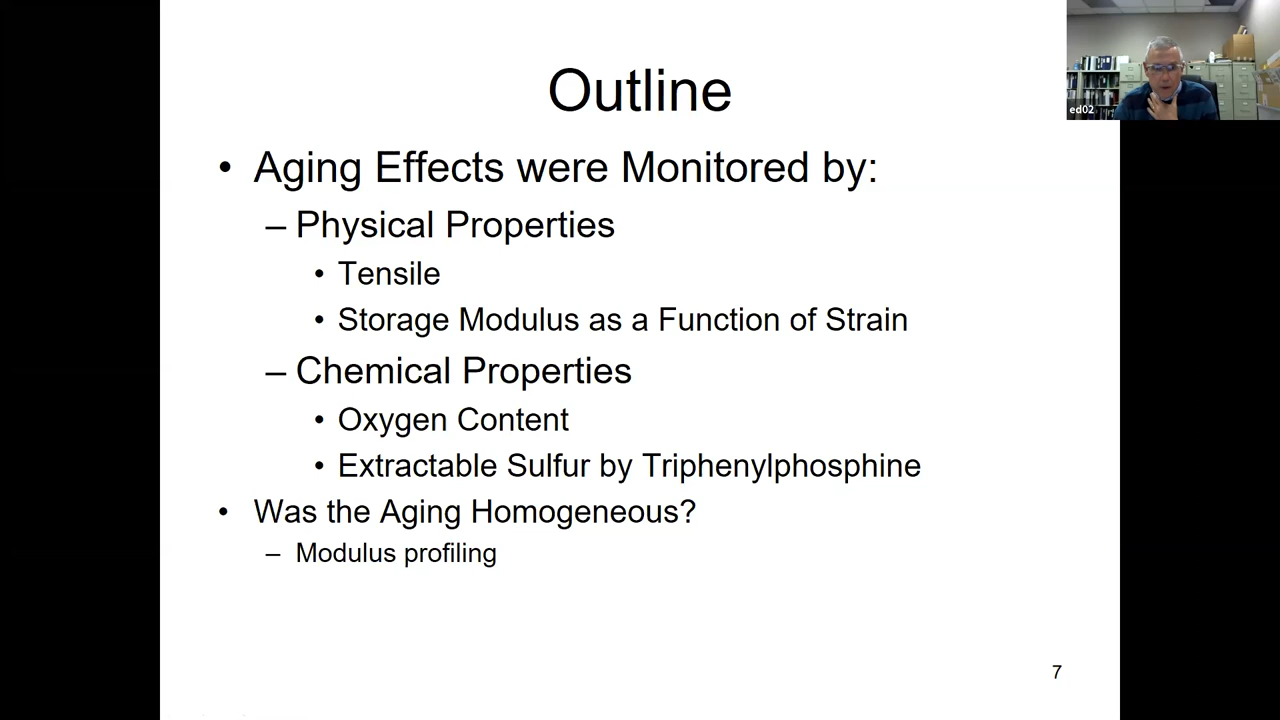 Outline
ed02
• Aging Effects were Monitored by:
– Physical Properties
• Tensile
• Storage Modulus as a Function of Strain
– Chemical Properties
• Oxygen Content
• Extractable Sulfur by Triphenylphosphine
• Was the Aging Homogeneous?
– Modulus profiling
7